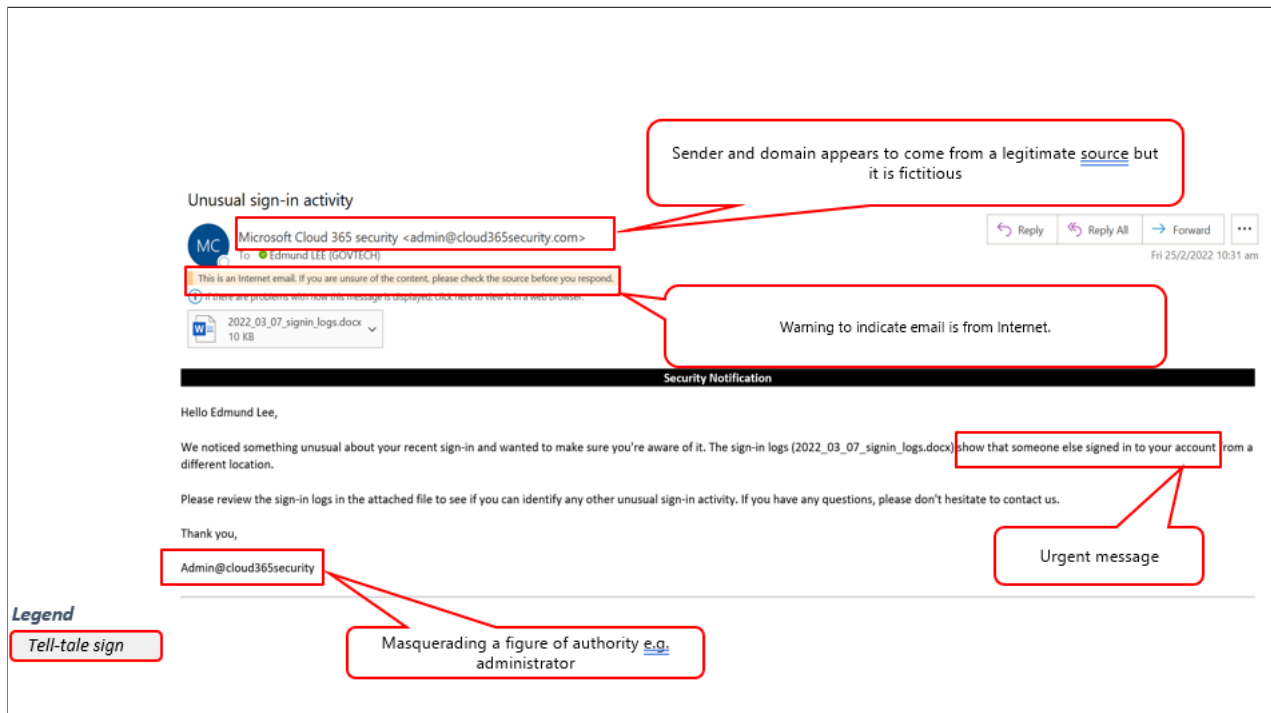 Sender and domain appears to come from a legitimate source but
it is fictitious
Unusual sign-in activity
MC
Microsoft Cloud 365 security <admin@cloud365security.com>
To Edmund LEE (GOVTECH)
Reply
Reply All
Forward
Fri 25/2/2022 10:31 am
This is an Internet email. If you are unsure of the content, please check the source before you respond.
If there are problems with how this message is displayed, click here to view it in a web browser.
Warning to indicate email is from Internet.
2022_03_07_signin_logs.docx
10 KB
Security Notification
Hello Edmund Lee,
We noticed something unusual about your recent sign-in and wanted to make sure you're aware of it. The sign-in logs (2022_03_07_signin_logs.docx) show that someone else signed in to your account from a
different location.
Please review the sign-in logs in the attached file to see if you can identify any other unusual sign-in activity. If you have any questions, please don't hesitate to contact us.
Thank you,
Urgent message
Admin@cloud365security
Legend
Tell-tale sign
Masquerading a figure of authority e.g.
administrator